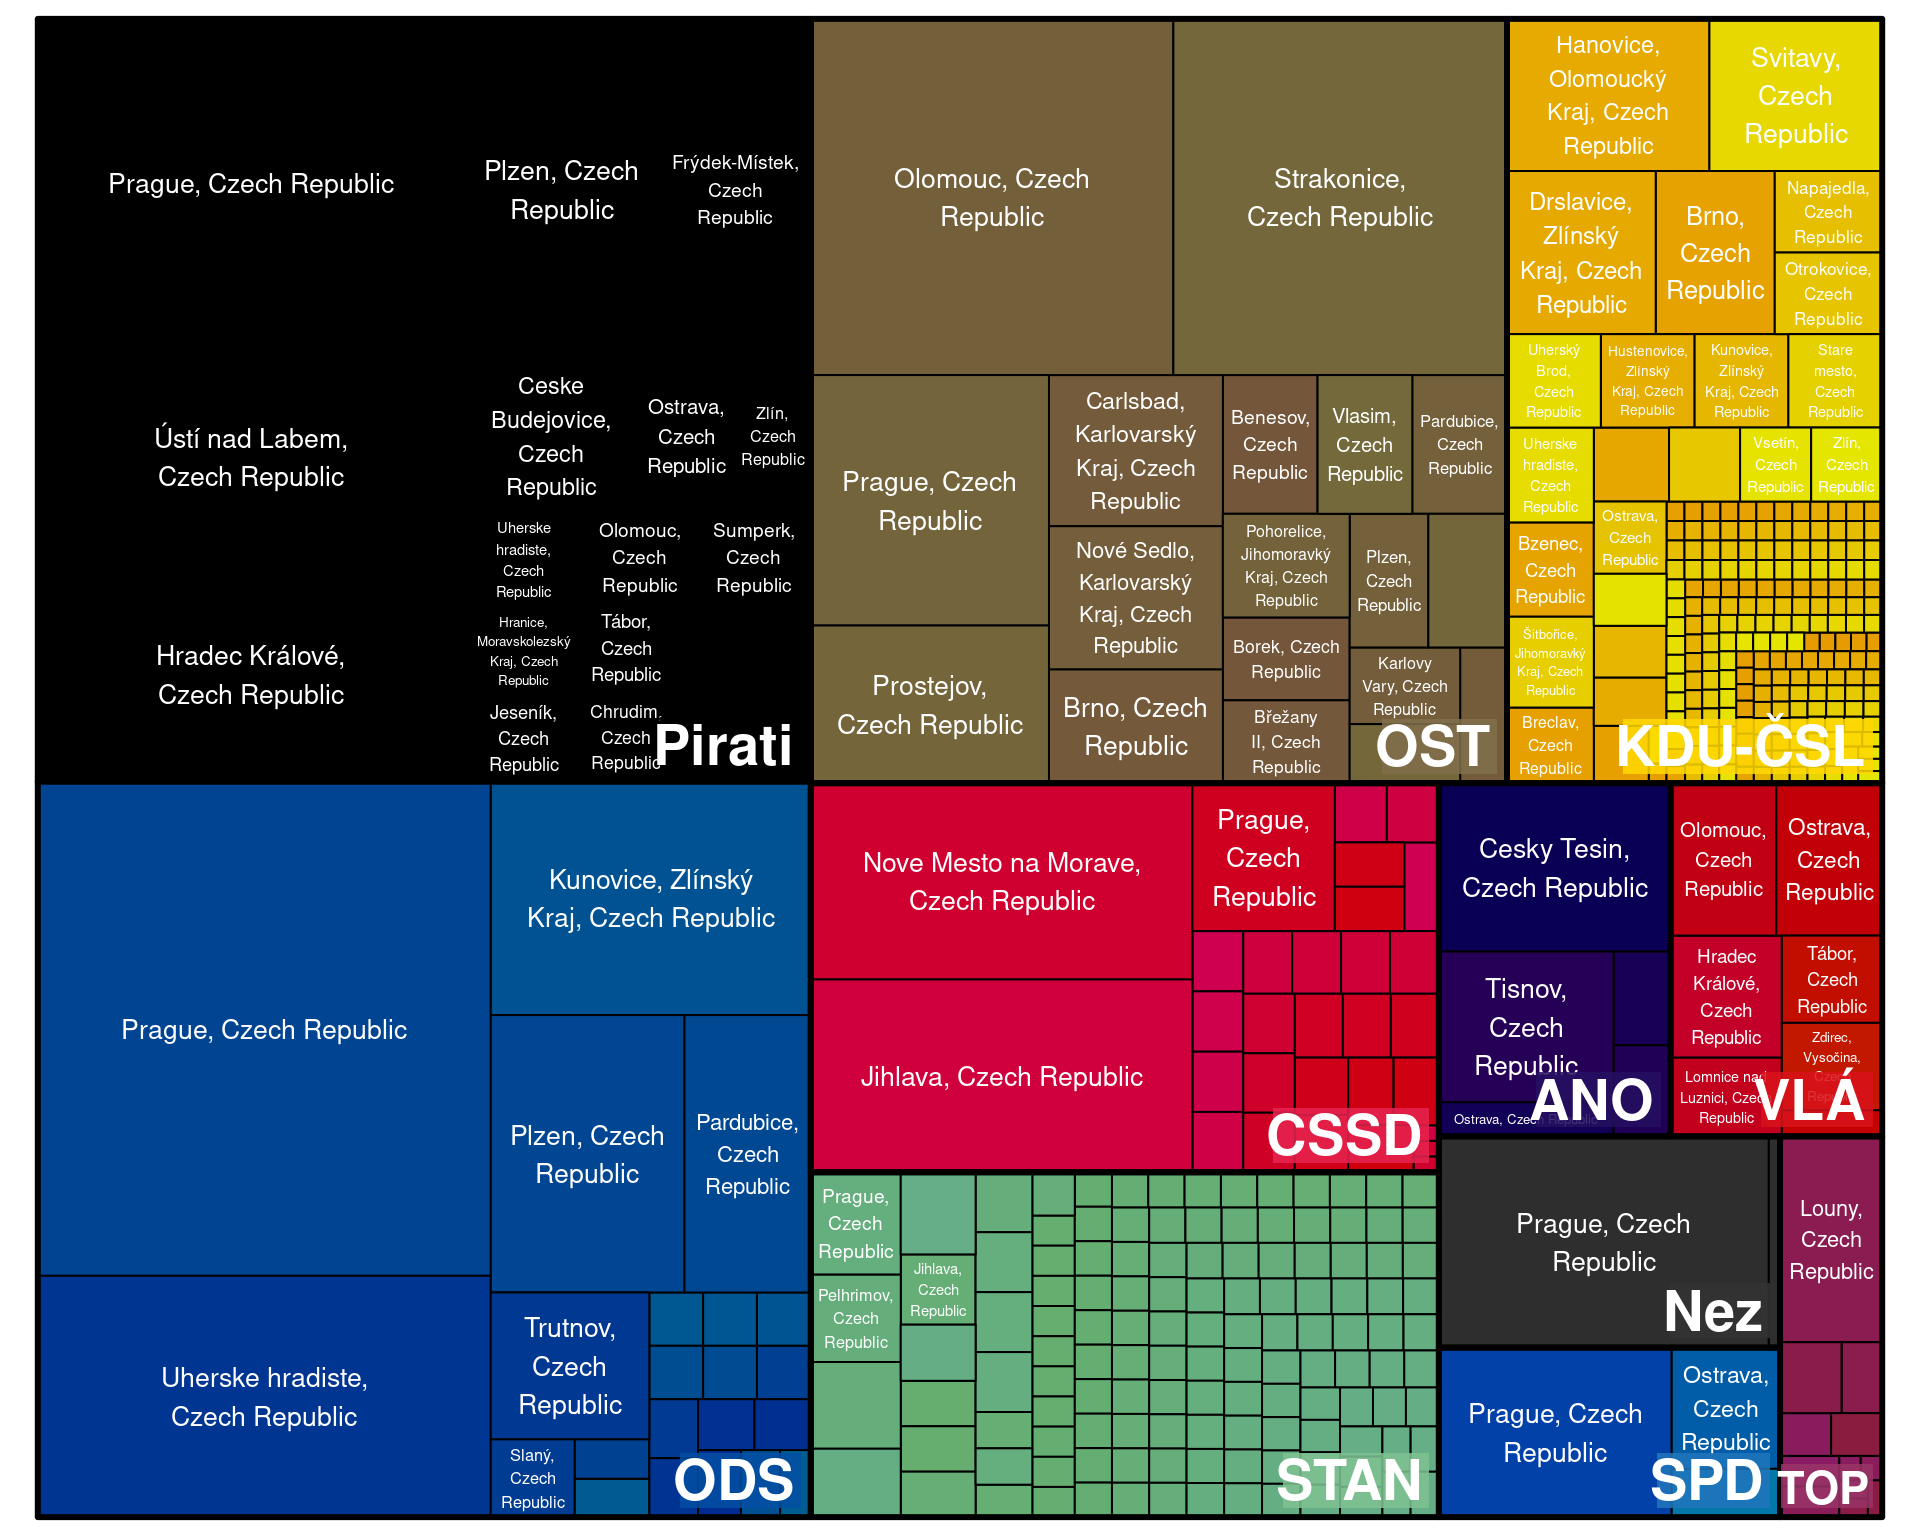 Prague, Czech Republic
Plzen, Czech
Republic
Frýdek-Místek,
Czech
Republic
Ústí nad Labem,
Czech Republic
Ceske
Budejovice,
Czech
Republic
Ostrava,
Czech
Republic
Zlín,
Czech
Republic
Hradec Králové,
Czech Republic
Uherske
hradiste,
Czech
Republic
Olomouc,
Czech
Republic
Sumperk,
Czech
Republic
Hranice,
Moravskolezský
Kraj, Czech
Republic
Tábor,
Czech
Republic
Jeseník,
Czech
Republic
Chrudim,
Czech
Republic
Pirati
Olomouc, Czech
Republic
Strakonice,
Czech Republic
Prague, Czech
Republic
Prostejov,
Czech Republic
Carlsbad,
Karlovarský
Kraj, Czech
Republic
Nové Sedlo,
Karlovarský
Kraj, Czech
Republic
Brno, Czech
Republic
Benesov,
Czech
Republic
Vlasim,
Czech
Republic
Pardubice,
Czech
Republic
Pohorelice,
Jihomoravký
Kraj, Czech
Republic
Plzen,
Czech
Republic
Borek, Czech
Republic
Břežany
II, Czech
Republic
Karlovy
Vary, Czech
Republic
OST
Hanovice,
Olomoucký
Kraj, Czech
Republic
Svitavy,
Czech
Republic
Drslavice,
Zlínský
Kraj, Czech
Republic
Brno,
Czech
Republic
Napajedla,
Czech
Republic
Otrokovice,
Czech
Republic
Uherský
Brod,
Czech
Republic
Hustenovice,
Zlínský
Kraj, Czech
Republic
Kunovice,
Zlínský
Kraj, Czech
Republic
Stare
mesto,
Czech
Republic
Uherske
hradiste,
Czech
Republic
Vsetín,
Czech
Republic
Zlín,
Czech
Republic
Ostrava,
Czech
Republic
Bzenec,
Czech
Republic
Šitbořice,
Jihomoravký
Kraj, Czech
Republic
Breclav,
Czech
Republic
KDU-ČSL
Prague, Czech Republic
Uherske hradiste,
Czech Republic
Kunovice, Zlínský
Kraj, Czech Republic
Plzen, Czech
Republic
Pardubice,
Czech
Republic
Trutnov,
Czech
Republic
Slaný,
Czech
Republic
ODS
Nove Mesto na Morave,
Czech Republic
Jihlava, Czech Republic
Prague,
Czech
Republic
CSSD
Prague,
Czech
Republic
Pelhrimov,
Czech
Republic
Jihlava,
Czech
Republic
STAN
Cesky Tesin,
Czech Republic
Tisnov,
Czech
Republic
Ostrava, Czech Republic
ANO
Olomouc,
Czech
Republic
Ostrava,
Czech
Republic
Hradec
Králové,
Czech
Republic
Tábor,
Czech
Republic
Zdirec,
Vysočina,
Czech
Republic
Lomnice nad
Luznici, Czech
Republic
VLÁ
Prague, Czech
Republic
Nez
Louny,
Czech
Republic
TOP
Prague, Czech
Republic
Ostrava,
Czech
Republic
SPD